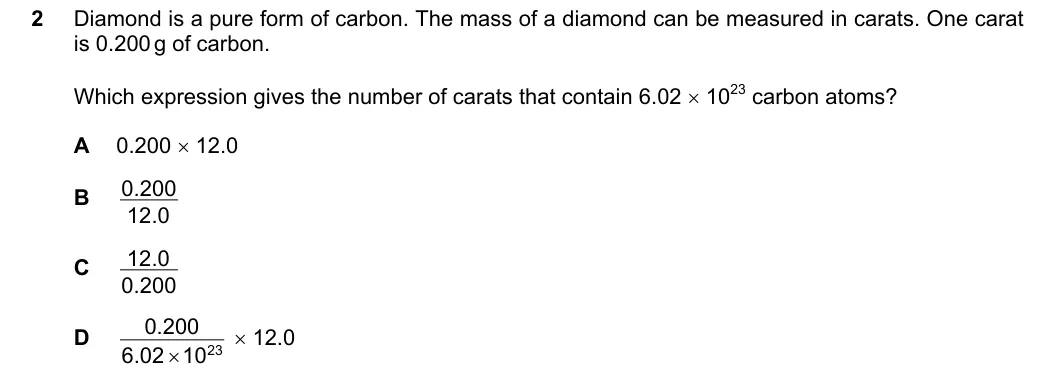 2 Diamond is a pure form of carbon. The mass of a diamond can be measured in carats. One carat
is 0.200 g of carbon.
Which expression gives the number of carats that contain 6.02 × 10²³ carbon atoms?
A 0.200 × 12.0
B 0.200
12.0
C 12.0
0.200
D 0.200
6.02 × 10²³ × 12.0